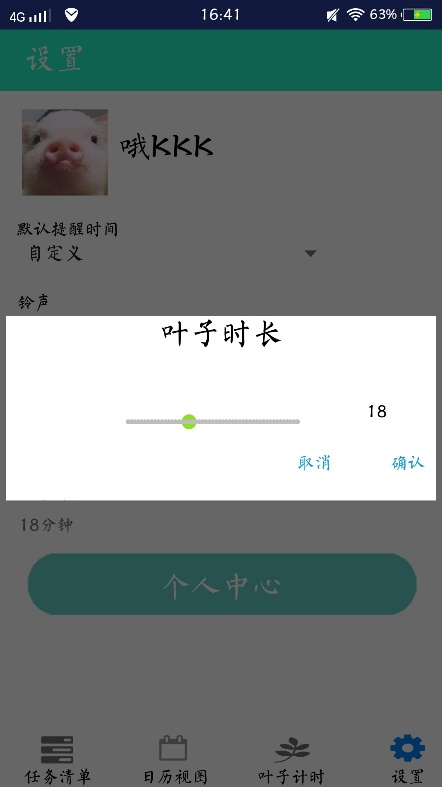 4G 16:41 63%
设置
哦KKK
默认提醒时间
自定义
铃声
叶子时长
18
取消 确认
18分钟
个人中心
任务清单 日历视图 叶子计时 设置